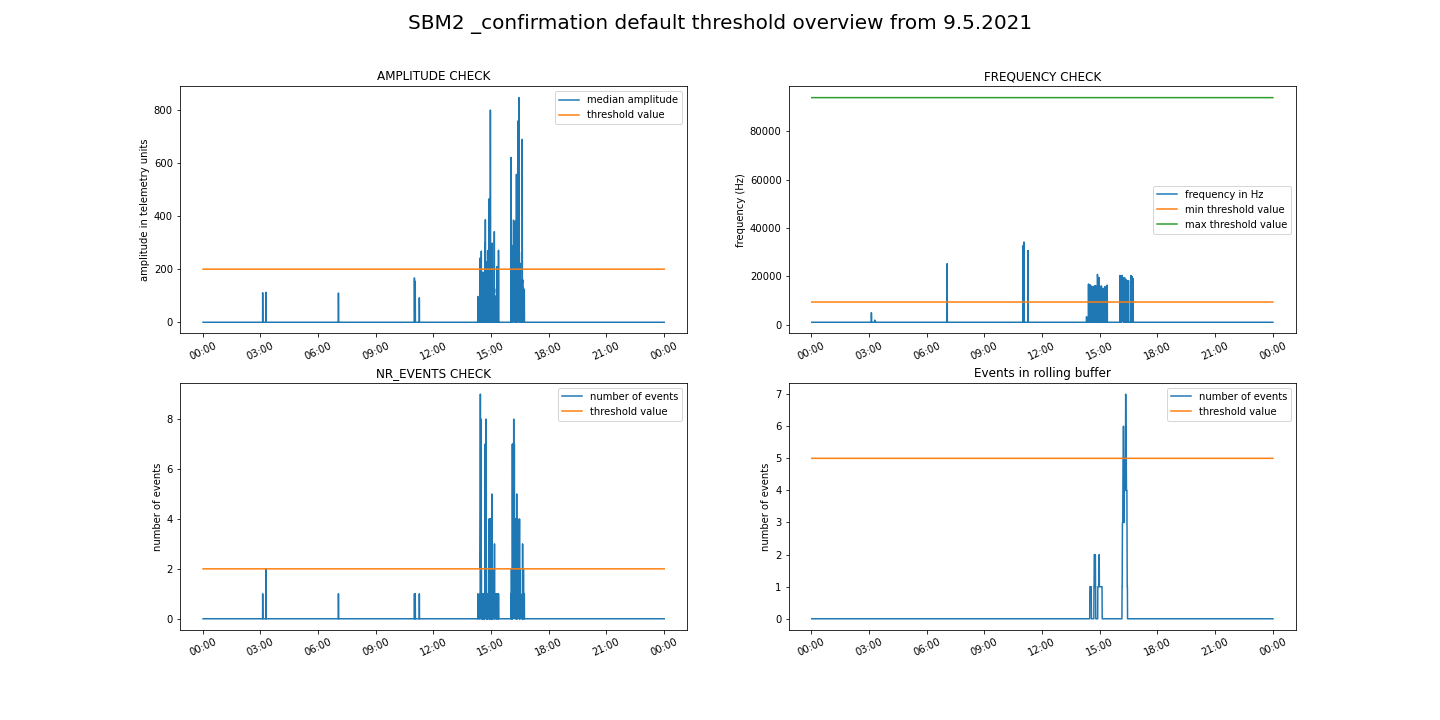 SBM2 _confirmation default threshold overview from 9.5.2021
AMPLITUDE CHECK
amplitude in telemetry units
800
600
400
200
0
median amplitude
threshold value
00:00 03:00 06:00 09:00 12:00 15:00 18:00 21:00 00:00
FREQUENCY CHECK
frequency (Hz)
80000
60000
40000
20000
0
frequency in Hz
min threshold value
max threshold value
00:00 03:00 06:00 09:00 12:00 15:00 18:00 21:00 00:00
NR_EVENTS CHECK
number of events
8
6
4
2
0
number of events
threshold value
00:00 03:00 06:00 09:00 12:00 15:00 18:00 21:00 00:00
Events in rolling buffer
number of events
7
6
5
4
3
2
1
0
number of events
threshold value
00:00 03:00 06:00 09:00 12:00 15:00 18:00 21:00 00:00